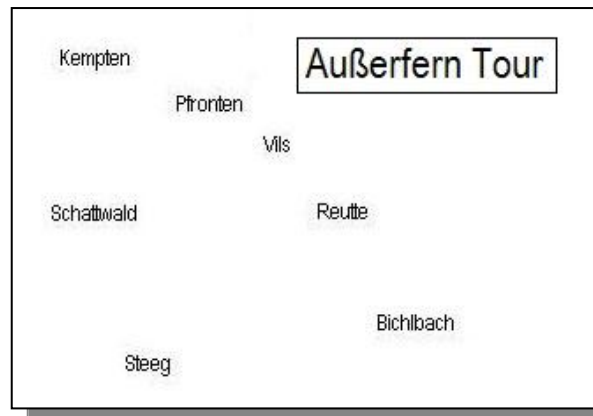 Kempten
Außerfern Tour
Pfronten
Vils
Schattwald
Reutte
Bichlbach
Steeg